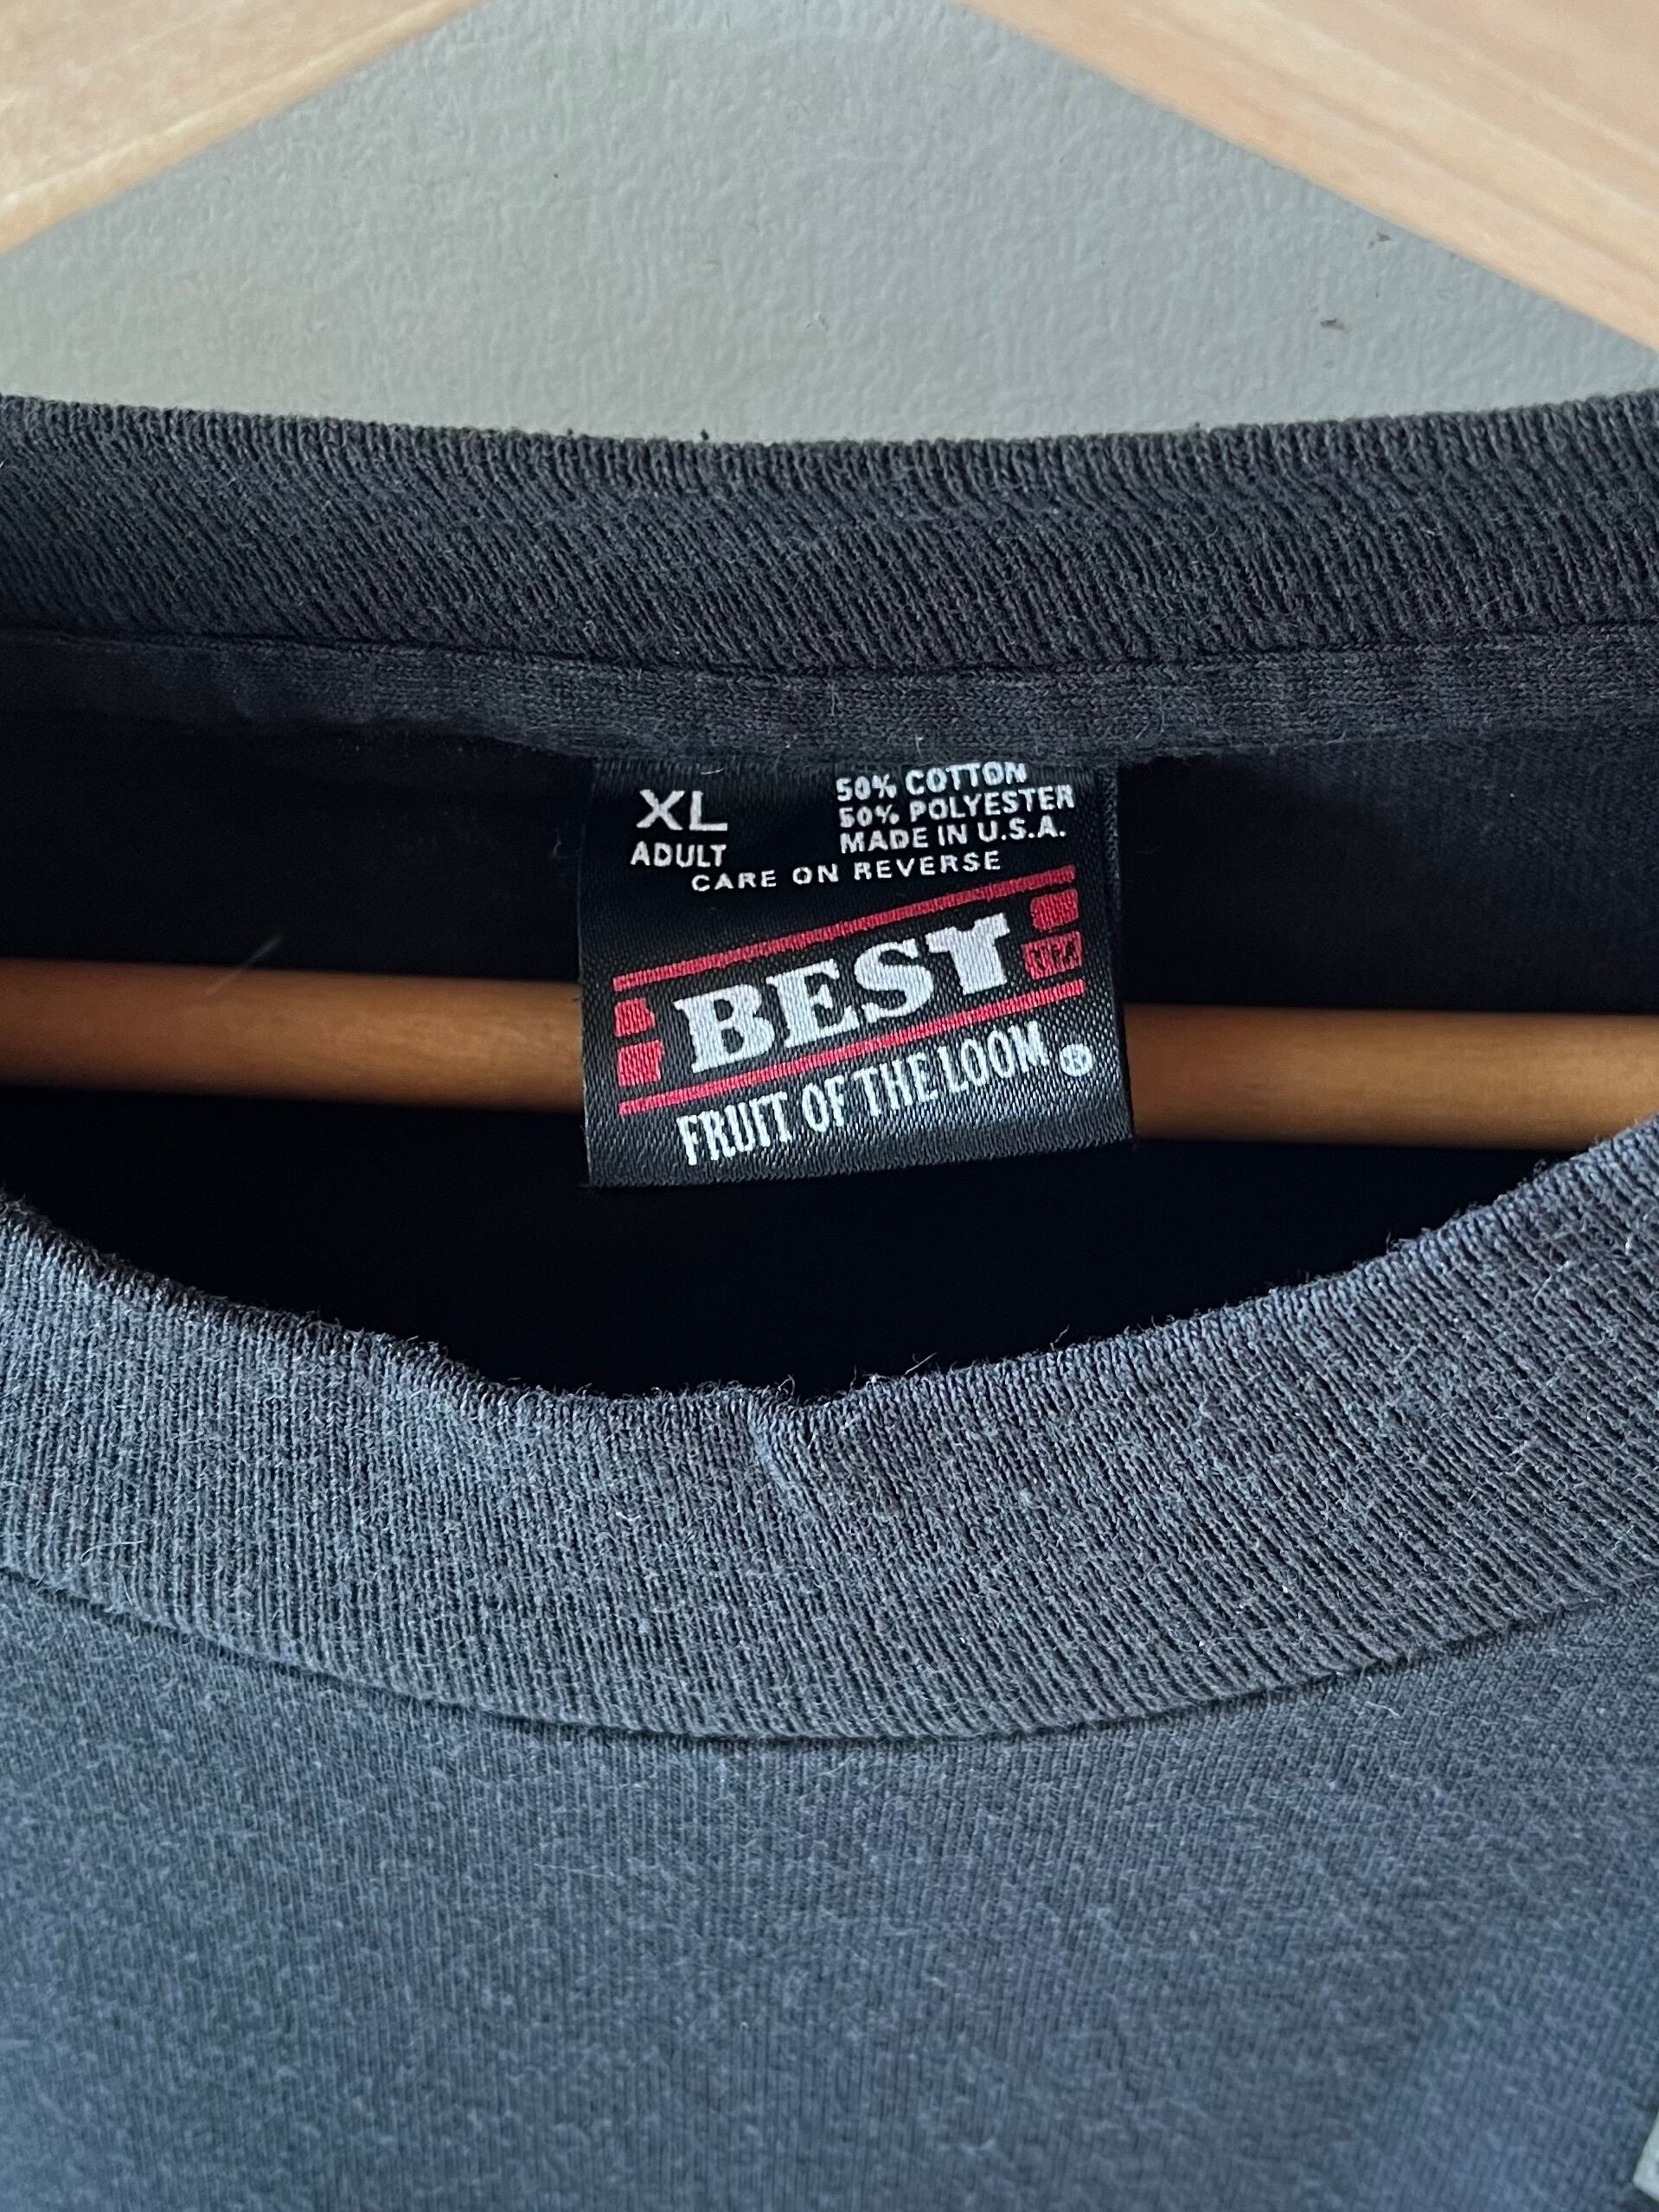 XL
ADULT
50% COTTON
50% POLYESTER
MADE IN U.S.A.
CARE ON REVERSE
BEST
FRUIT OF THE LOOM ®